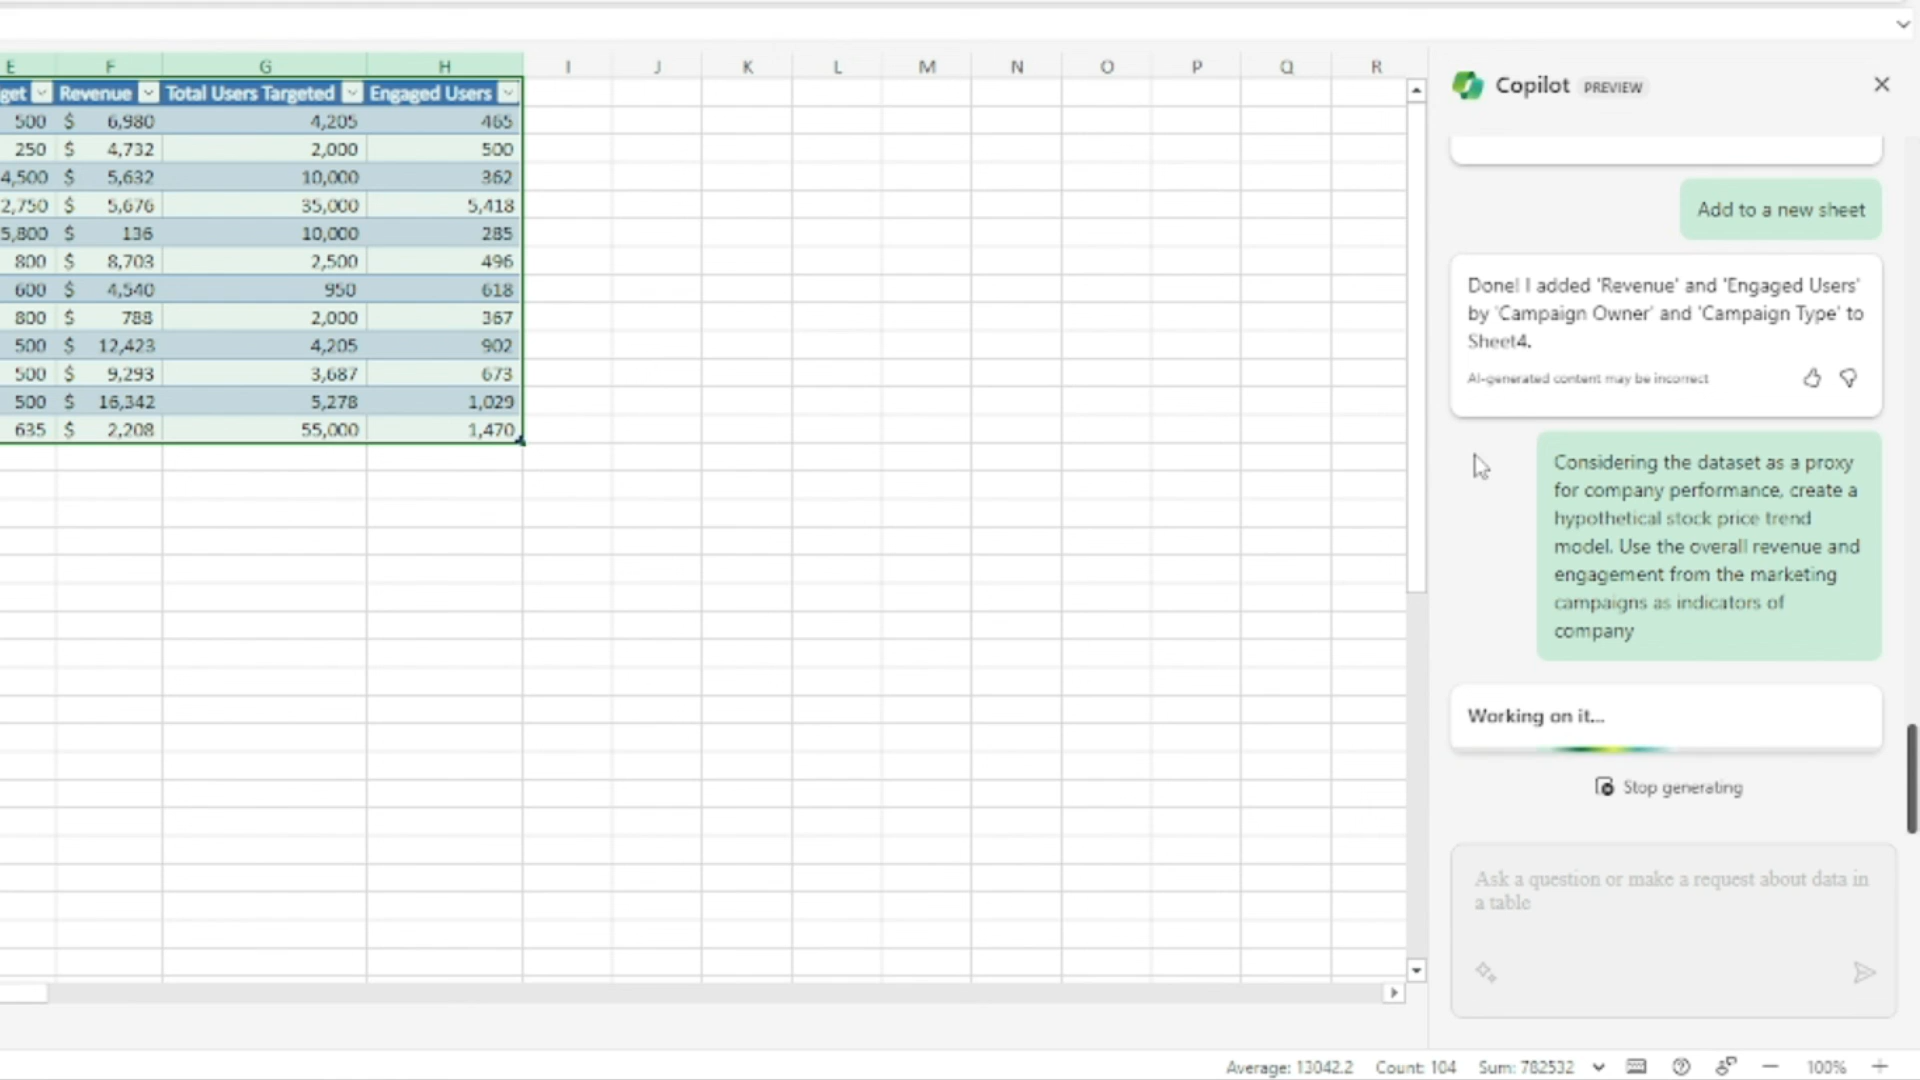 E F G H I J K L M N O P Q R
get Revenue Total Users Targeted Engaged Users
500 $ 6,980 4,205 465
250 $ 4,732 2,000 500
4,500 $ 5,632 10,000 362
2,750 $ 5,676 35,000 5,418
5,800 $ 136 10,000 285
800 $ 8,703 2,500 496
600 $ 4,540 950 618
800 $ 788 2,000 367
500 $ 12,423 4,205 902
500 $ 9,293 3,687 673
500 $ 16,342 5,278 1,029
635 $ 2,208 55,000 1,470
Copilot PREVIEW
Add to a new sheet
Done! I added 'Revenue' and 'Engaged Users'
by 'Campaign Owner' and 'Campaign Type' to
Sheet4.
AI-generated content may be incorrect
Considering the dataset as a proxy
for company performance, create a
hypothetical stock price trend
model. Use the overall revenue and
engagement from the marketing
campaigns as indicators of
company
Working on it...
Stop generating
Ask a question or make a request about data in
a table
Average: 13042.2 Count: 104 Sum: 782532 100%